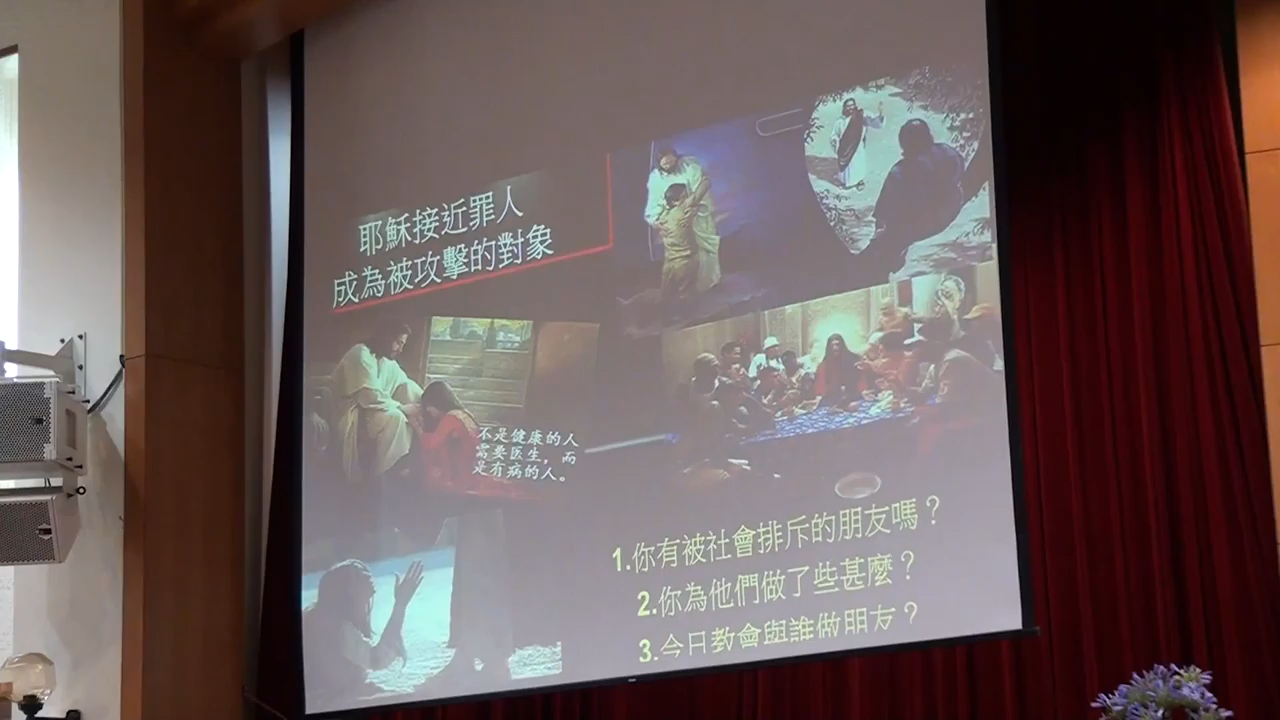 耶穌接近罪人
成為被攻擊的對象
不是健康的人
需要医生，而
是有病的人。
1.你有被社會排斥的朋友嗎？
2.你為他們做了些甚麼？
3.今日教會與誰做朋友？